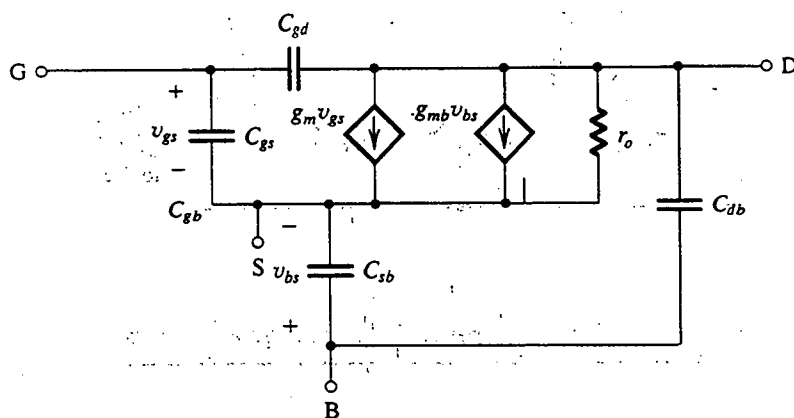 C_gd
G
D
+
g_m v_gs
g_mb v_bs
v_gs
C_gs
r_o
−
C_gb
C_db
−
S
v_bs
C_sb
+
B